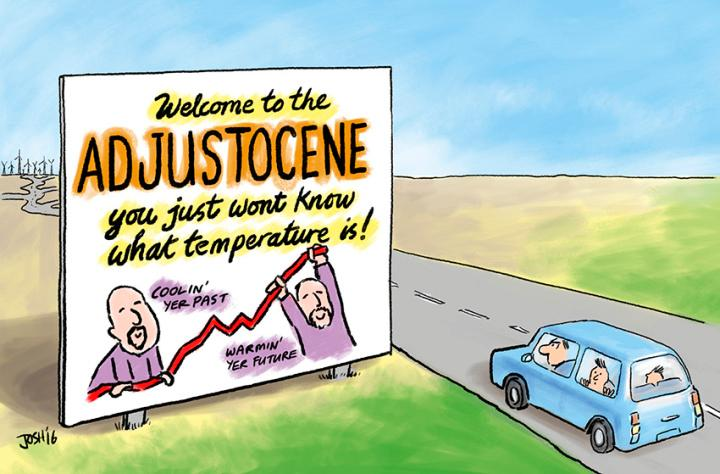 Welcome to the
ADJUSTOCENE
you just wont know
what temperature is!
COOLIN'
YER PAST
WARMIN'
YER FUTURE
JOSH'16